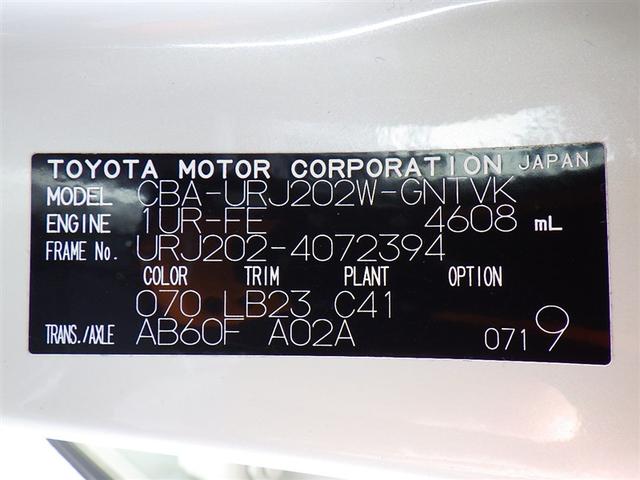 TOYOTA MOTOR CORPORATION JAPAN
MODEL CBA-URJ202W-GNTVK
ENGINE 1UR-FE 4608 mL
FRAME No. URJ202-4072394
COLOR TRIM PLANT OPTION
070 LB23 C41
TRANS./AXLE AB60F A02A 0719